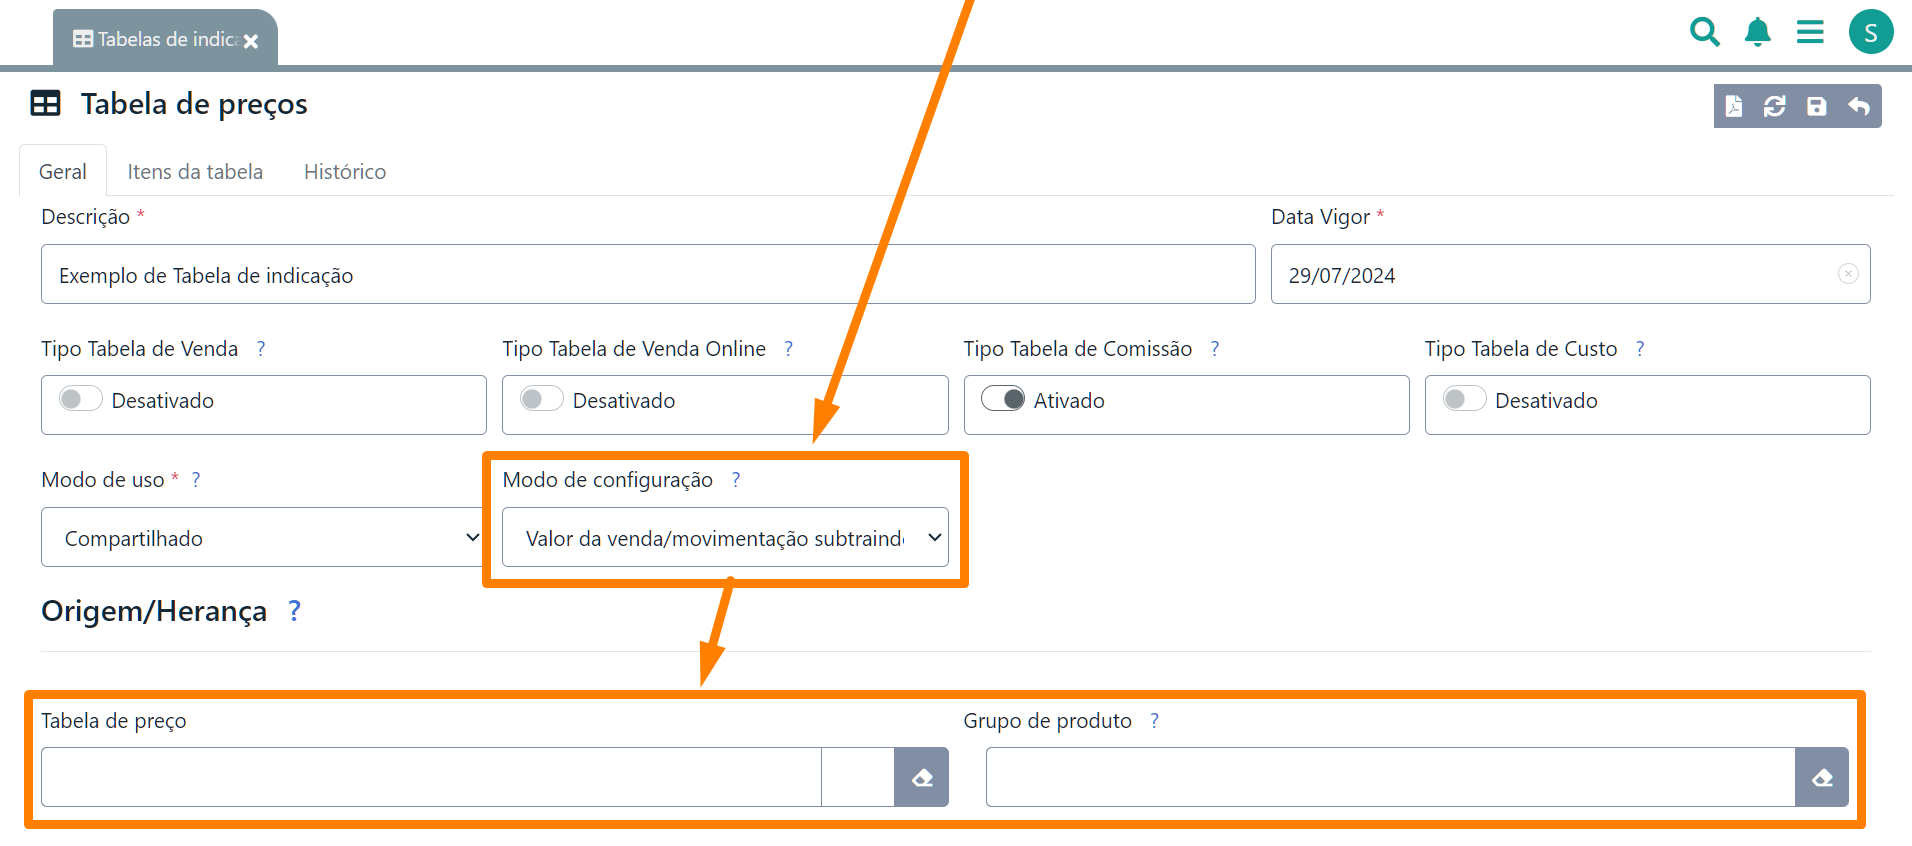 Tabelas de indic
S
Tabela de preços
Geral Itens da tabela Histórico
Descrição * Data Vigor *
Exemplo de Tabela de indicação 29/07/2024
Tipo Tabela de Venda ? Tipo Tabela de Venda Online ? Tipo Tabela de Comissão ? Tipo Tabela de Custo ?
Desativado Desativado Ativado Desativado
Modo de uso * ? Modo de configuração ?
Compartilhado Valor da venda/movimentação subtraind
Origem/Herança ?
Tabela de preço Grupo de produto ?